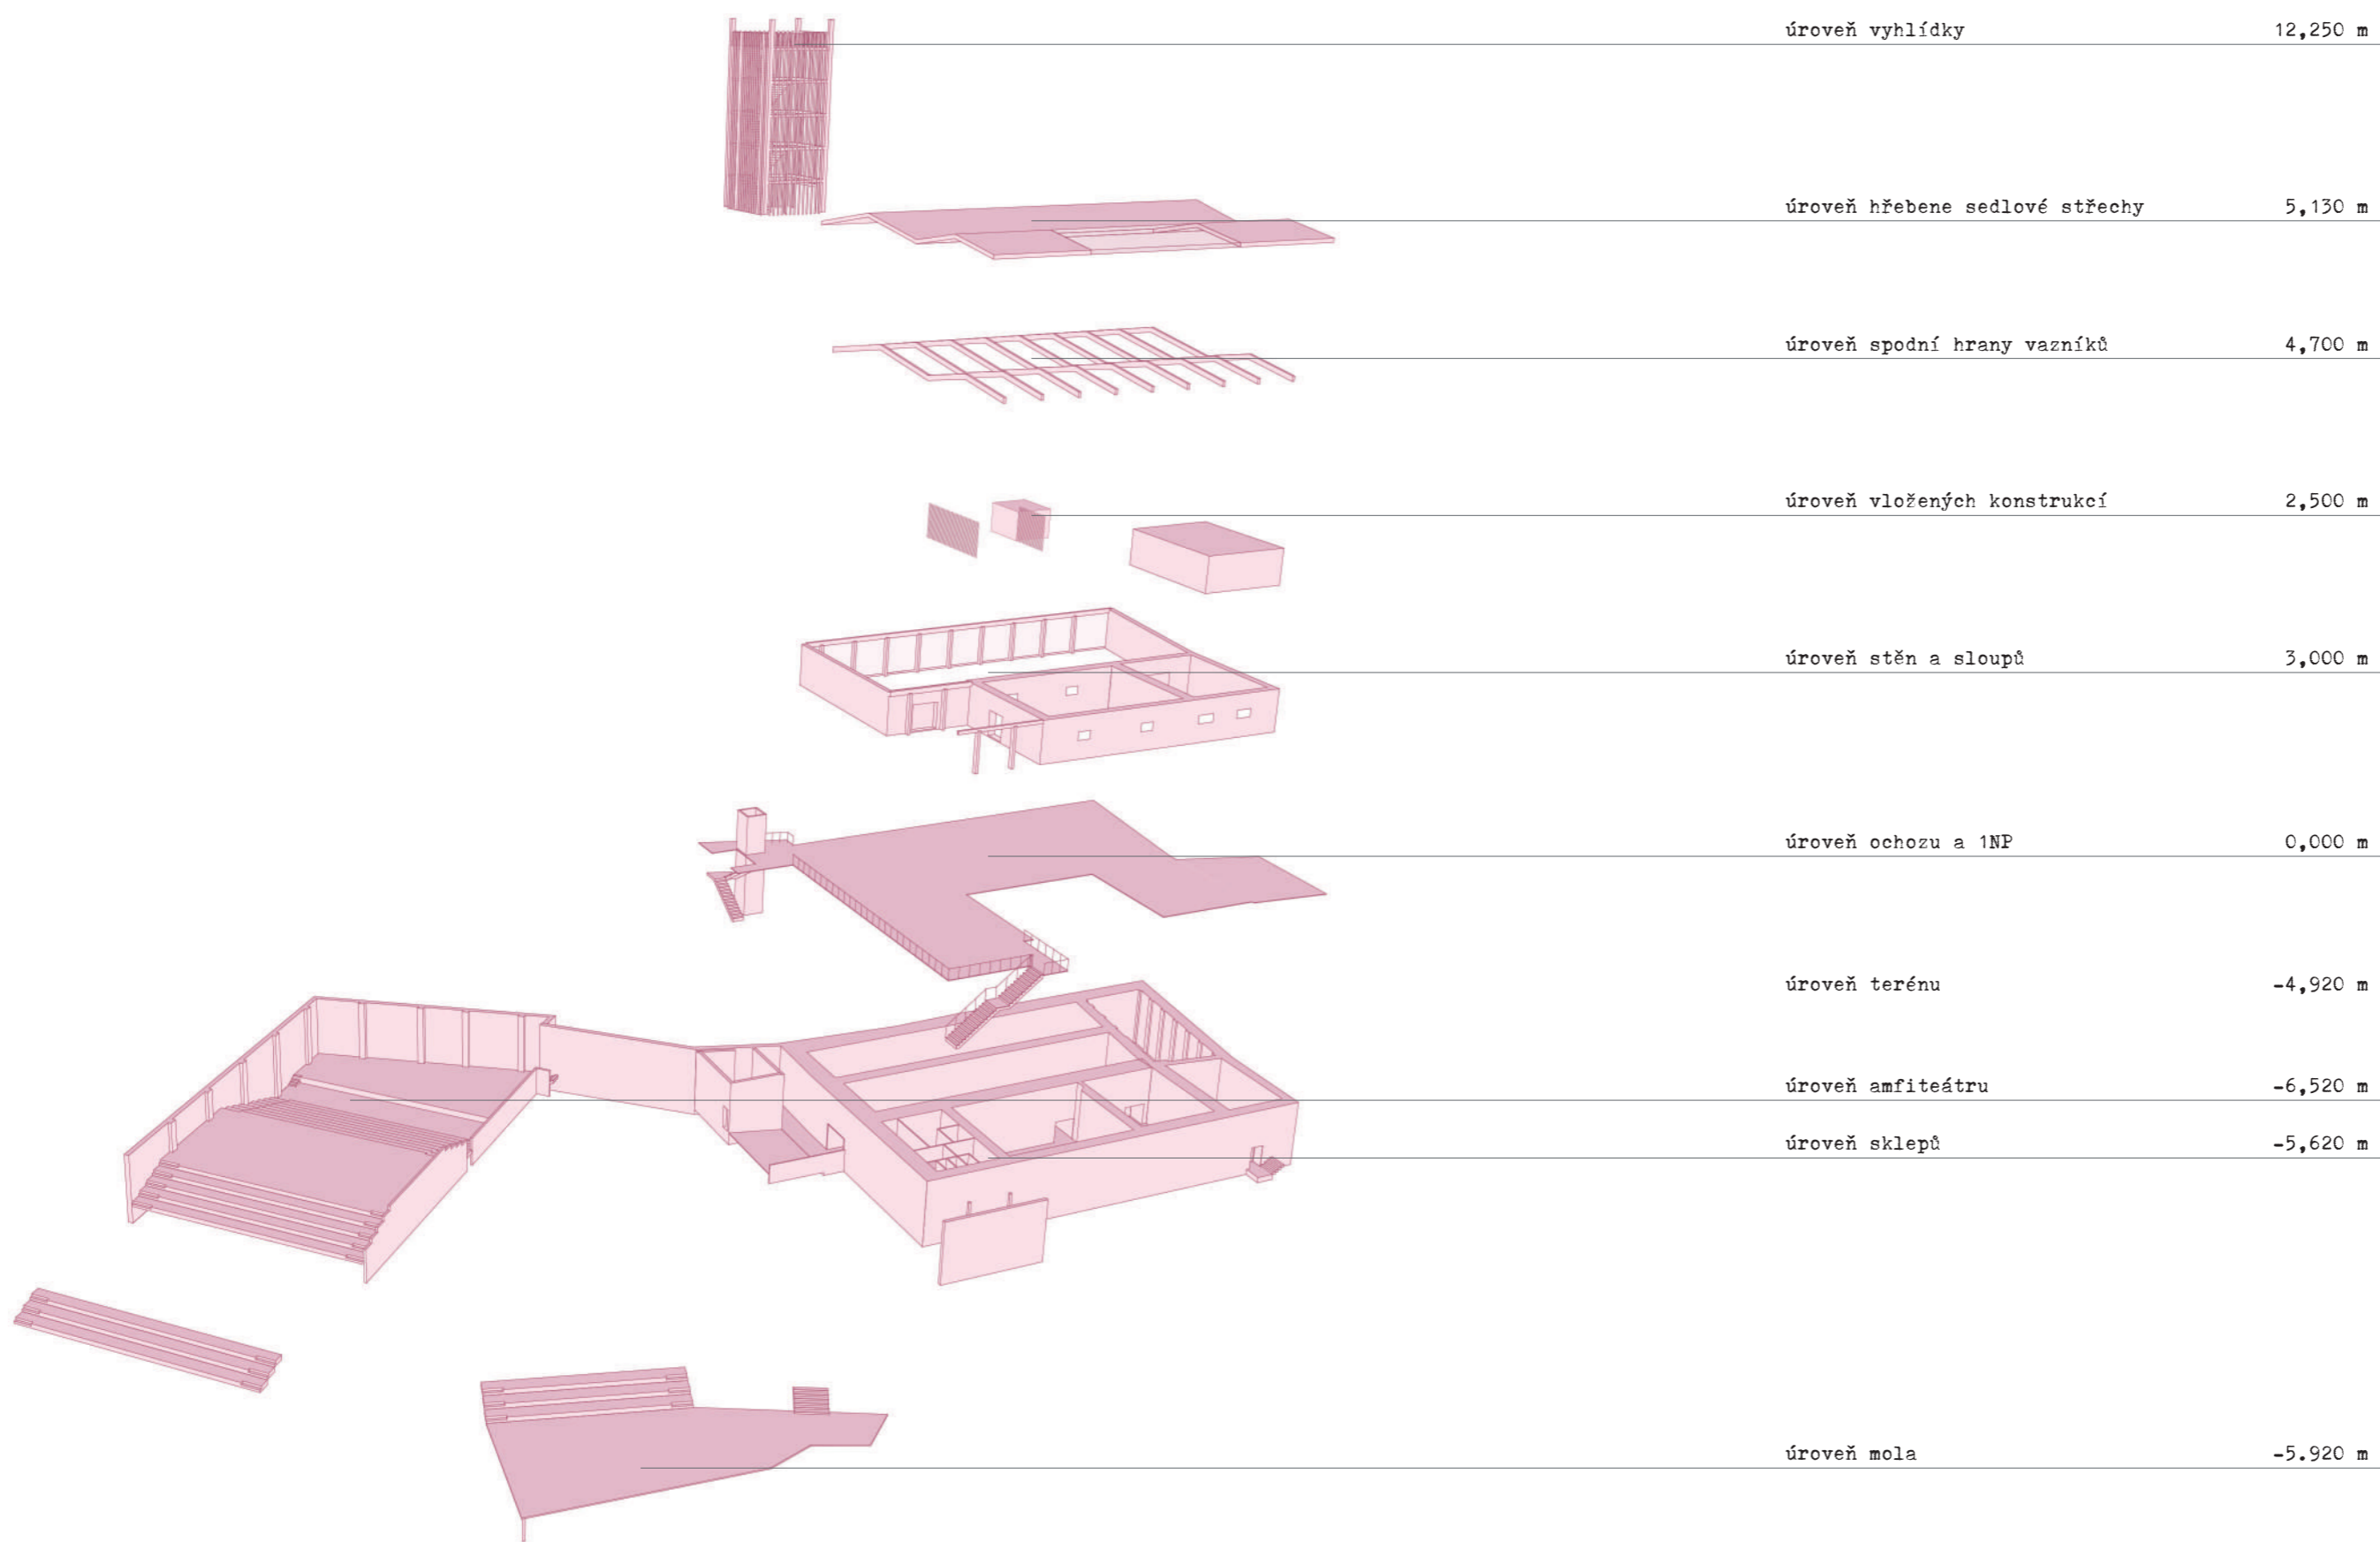 úroveň vyhlídky 12,250 m
úroveň hřebene sedlové střechy 5,130 m
úroveň spodní hrany vazníků 4,700 m
úroveň vložených konstrukcí 2,500 m
úroveň stěn a sloupů 3,000 m
úroveň ochozu a 1NP 0,000 m
úroveň terénu -4,920 m
úroveň amfiteátru -6,520 m
úroveň sklepů -5,620 m
úroveň mola -5.920 m